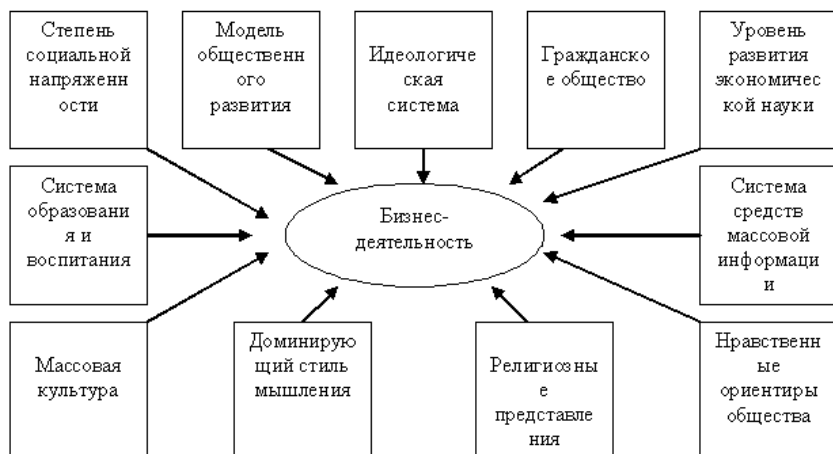 Степень
социальной
напряженн
ости
Модель
общественн
ого
развития
Идеологиче
ская
система
Гражданско
е общество
Уровень
развития
экономичес
кой науки
Система
образовани
я и
воспитания
Бизнес-
деятельность
Система
средств
массовой
информаци
и
Массовая
культура
Доминирую
щий стиль
мышления
Религиозны
е
представле
ния
Нравственн
ые
ориентиры
общества